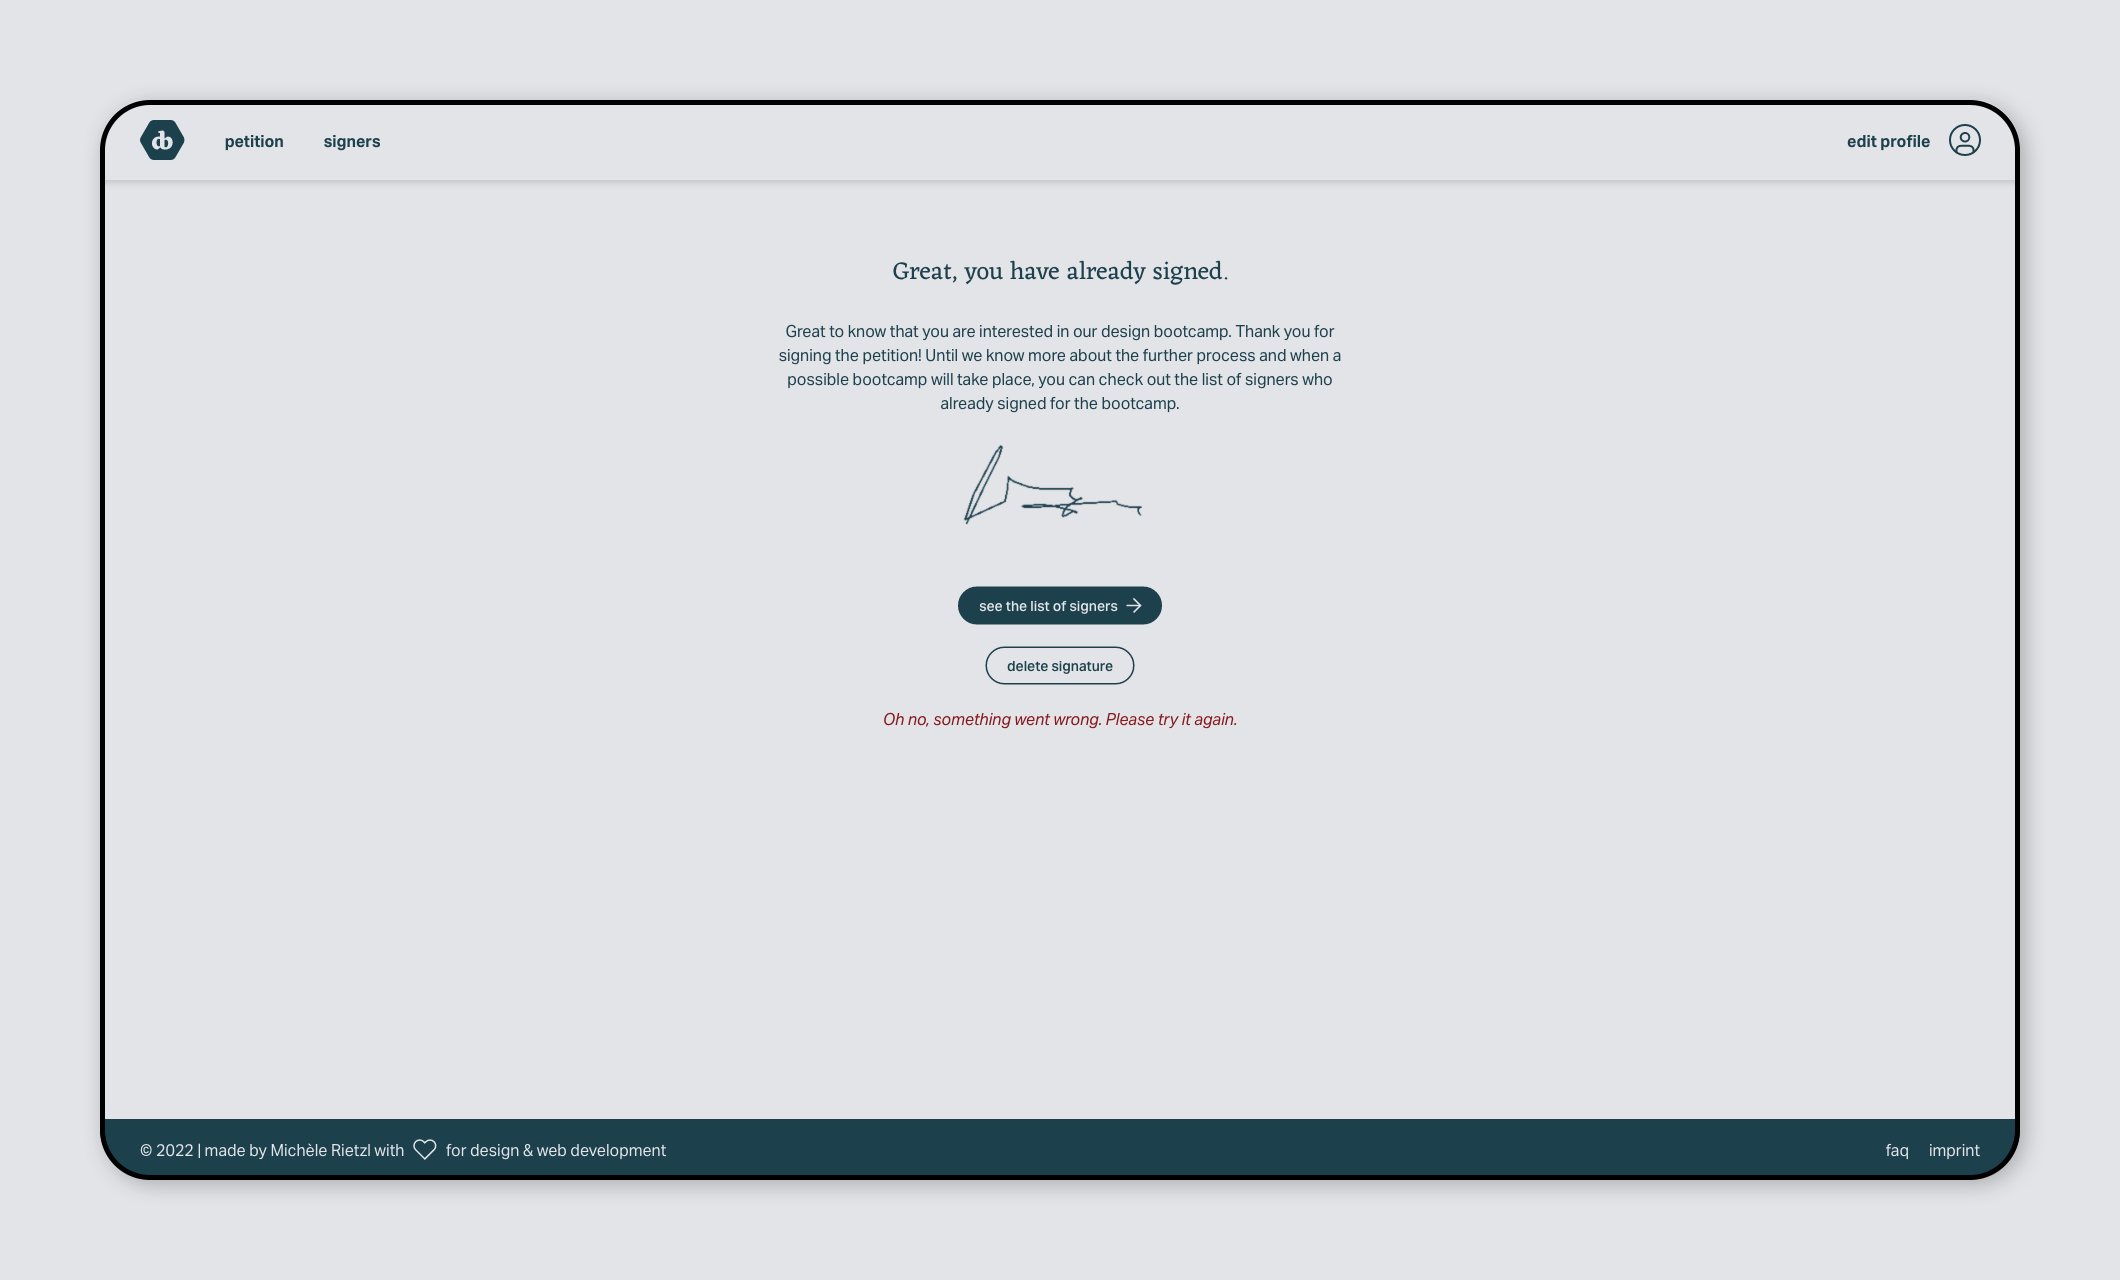 db
petition signers edit profile
Great, you have already signed.
Great to know that you are interested in our design bootcamp. Thank you for
signing the petition! Until we know more about the further process and when a
possible bootcamp will take place, you can check out the list of signers who
already signed for the bootcamp.
see the list of signers
delete signature
Oh no, something went wrong. Please try it again.
© 2022 | made by Michèle Rietzl with for design & web development faq imprint